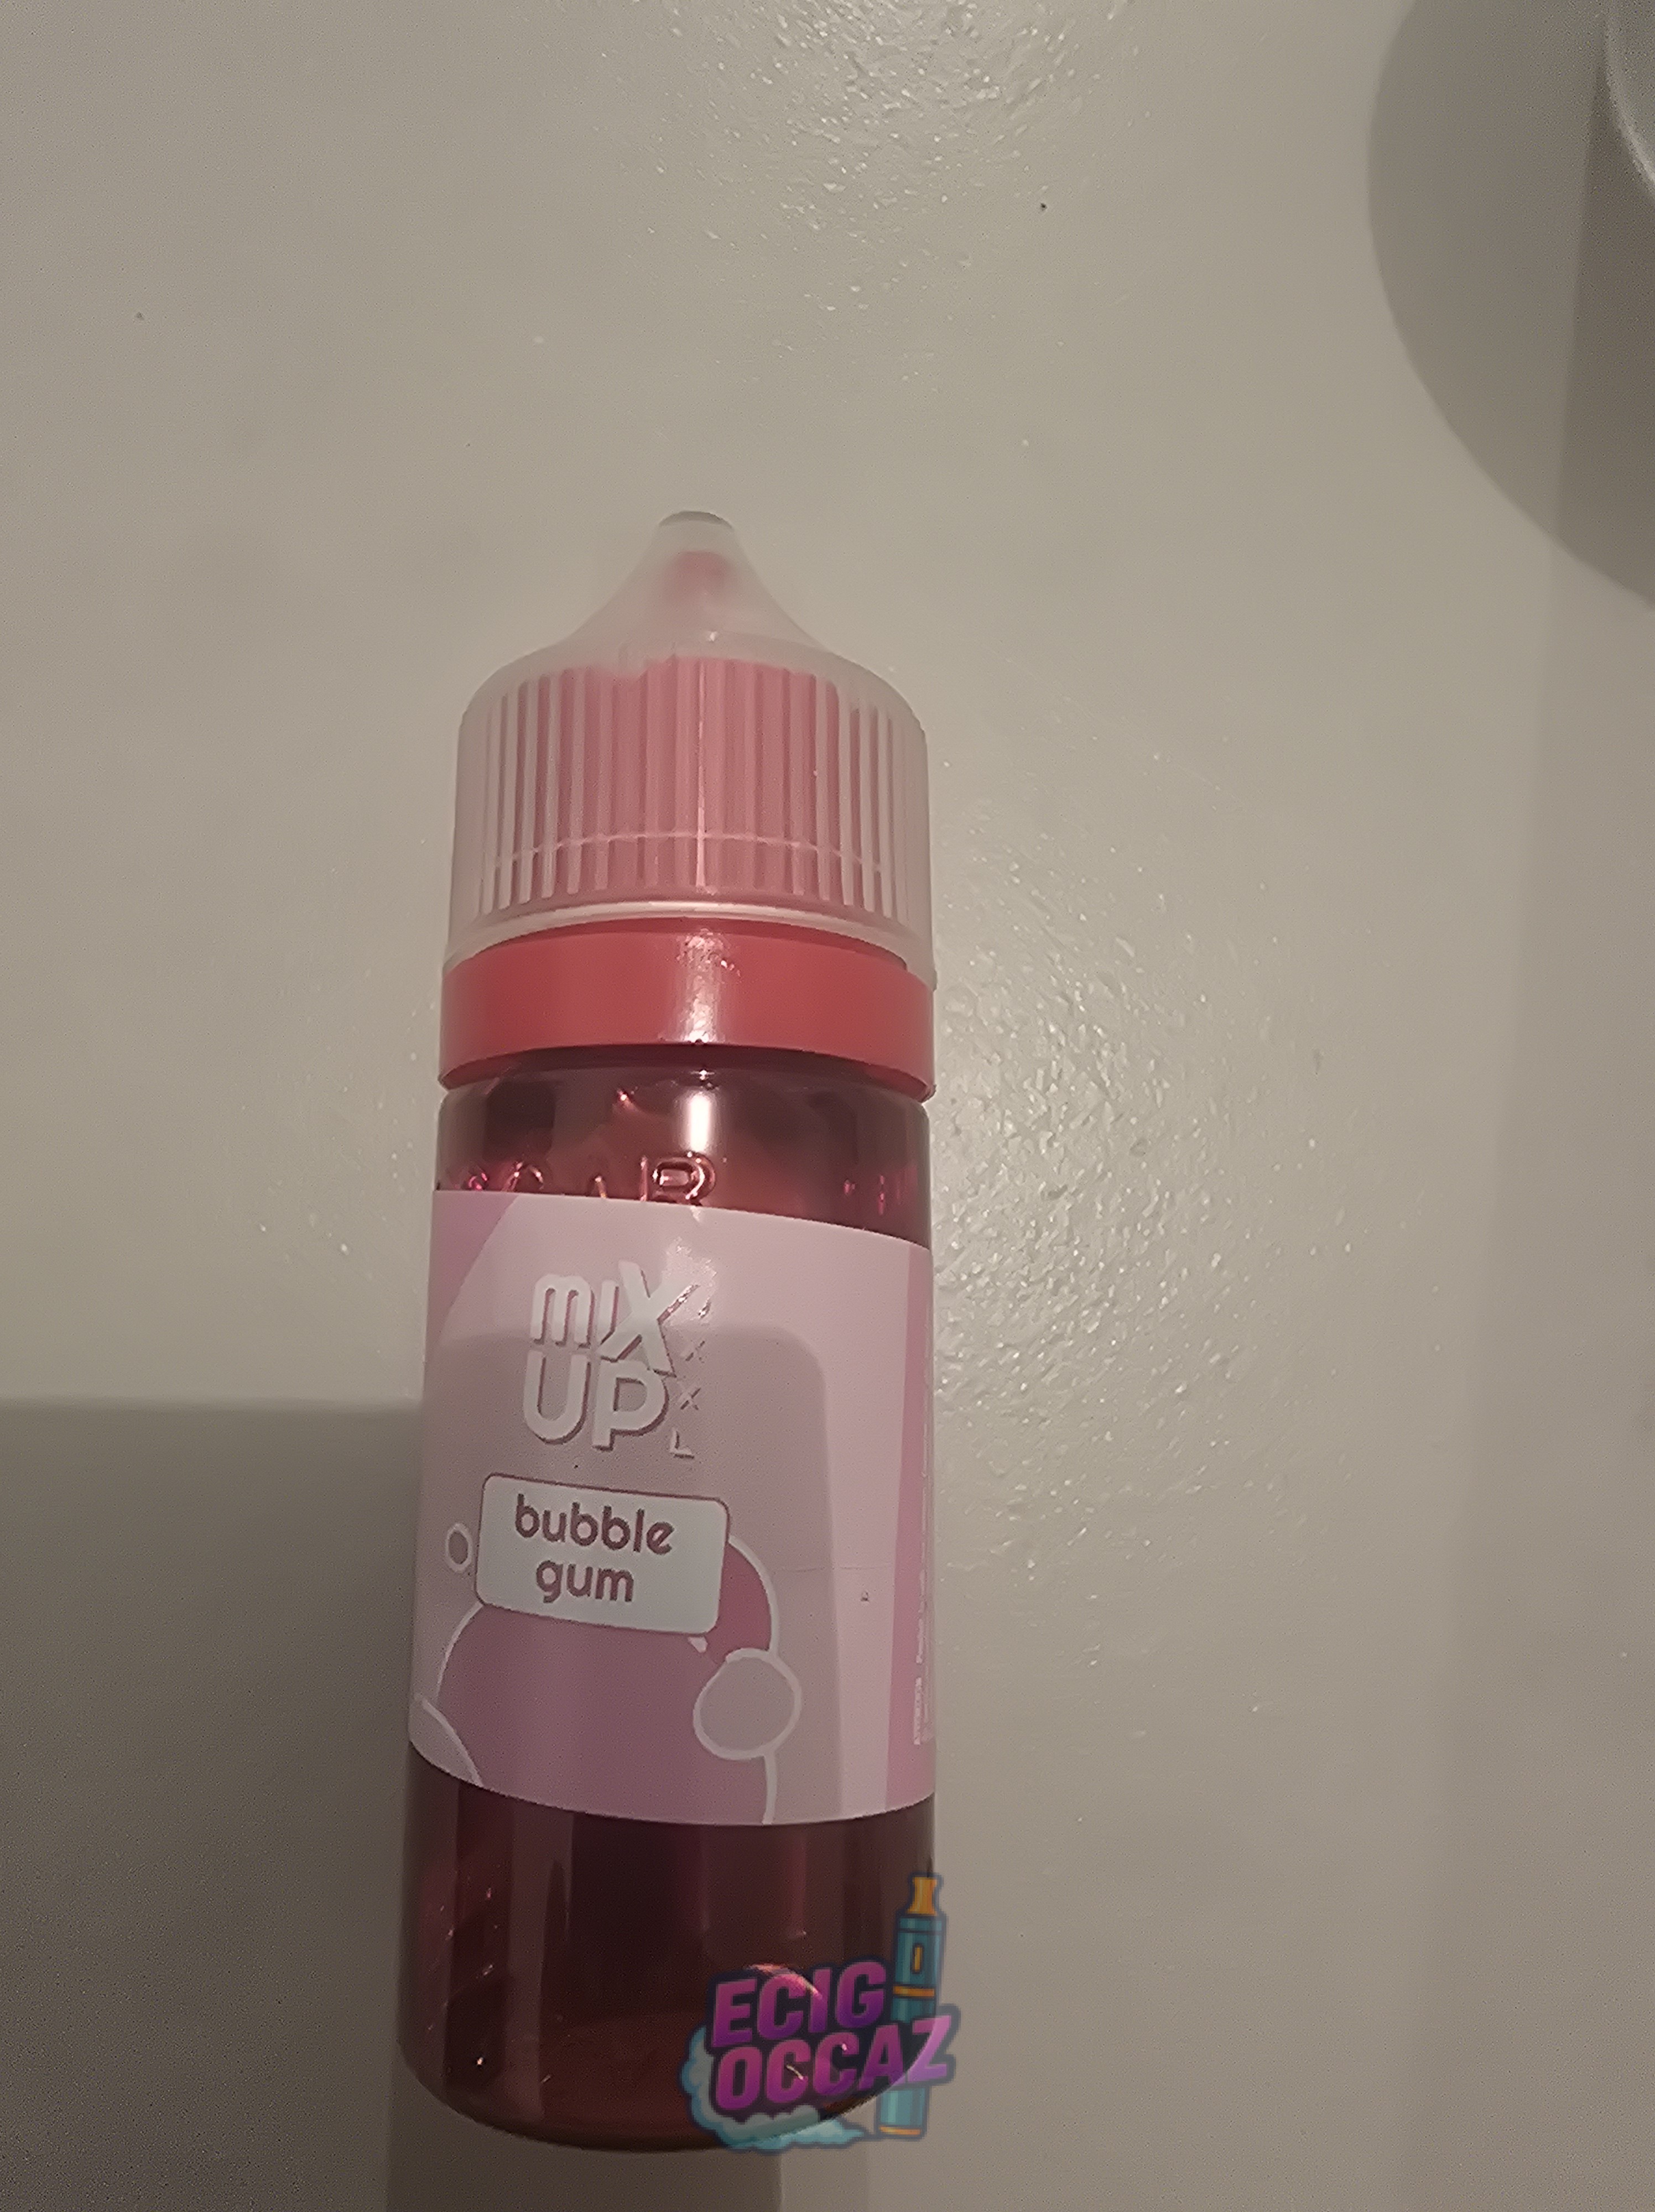 mix
UP
bubble
gum
ECIG
OCCAZ